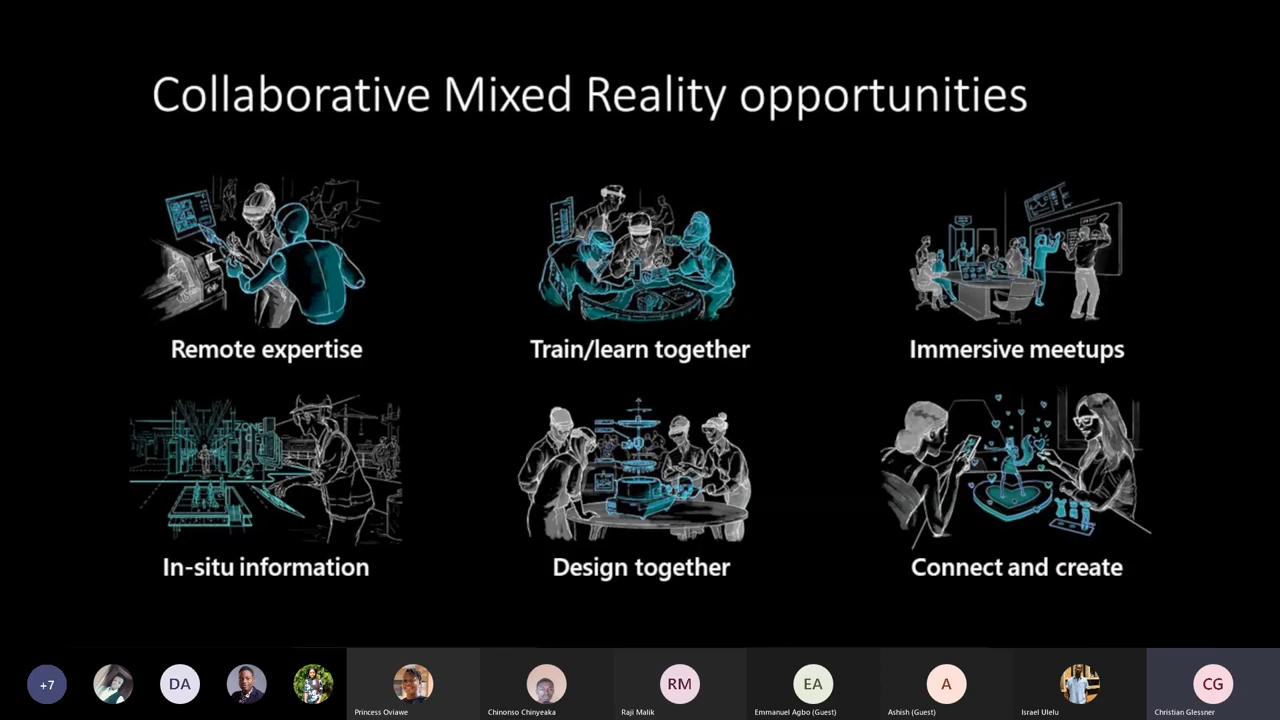 Collaborative Mixed Reality opportunities
Remote expertise
Train/learn together
Immersive meetups
ZONE
In-situ information
Design together
Connect and create
+7
DA
RM
EA
A
CG
Princess Oviawe
Chinonso Chinyeaka
Raji Malik
Emmanuel Agbo (Guest)
Ashish (Guest)
Israel Ulelu
Christian Glessner